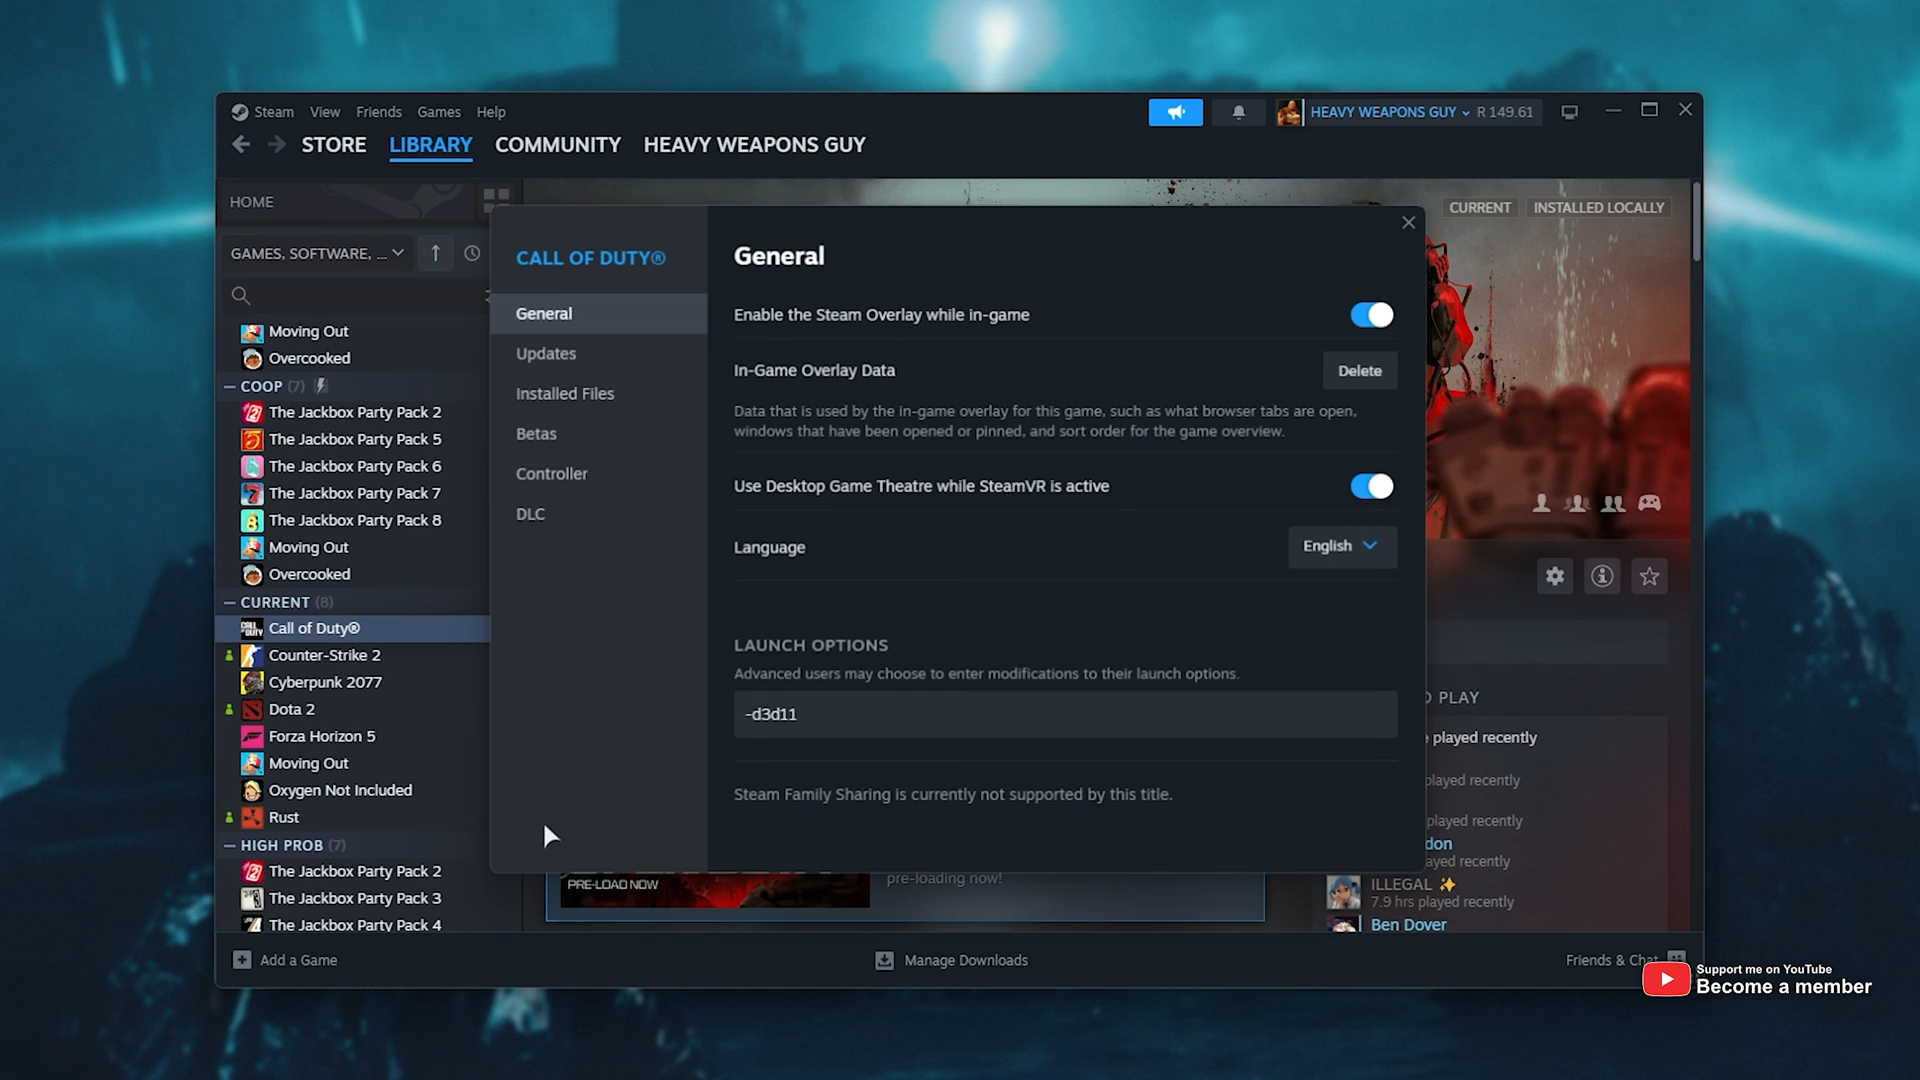 Steam View Friends Games Help
HEAVY WEAPONS GUY R 149.61
STORE LIBRARY COMMUNITY HEAVY WEAPONS GUY
HOME
GAMES, SOFTWARE, ...
Moving Out
Overcooked
COOP (7)
The Jackbox Party Pack 2
The Jackbox Party Pack 5
The Jackbox Party Pack 6
The Jackbox Party Pack 7
The Jackbox Party Pack 8
Moving Out
Overcooked
CURRENT (8)
Call of Duty®
Counter-Strike 2
Cyberpunk 2077
Dota 2
Forza Horizon 5
Moving Out
Oxygen Not Included
Rust
HIGH PROB (7)
The Jackbox Party Pack 2
The Jackbox Party Pack 3
The Jackbox Party Pack 4
CALL OF DUTY®
General
Updates
Installed Files
Betas
Controller
DLC
General
Enable the Steam Overlay while in-game
In-Game Overlay Data
Delete
Data that is used by the in-game overlay for this game, such as what browser tabs are open,
windows that have been opened or pinned, and sort order for the game overview.
Use Desktop Game Theatre while SteamVR is active
Language
English
LAUNCH OPTIONS
Advanced users may choose to enter modifications to their launch options.
-d3d11
Steam Family Sharing is currently not supported by this title.
CURRENT INSTALLED LOCALLY
PLAY
played recently
played recently
played recently
don
ayed recently
ILLEGAL ✨
7.9 hrs played recently
Ben Dover
PRE-LOAD NOW
pre-loading now!
Add a Game
Manage Downloads
Friends & Chat
Support me on YouTube
Become a member